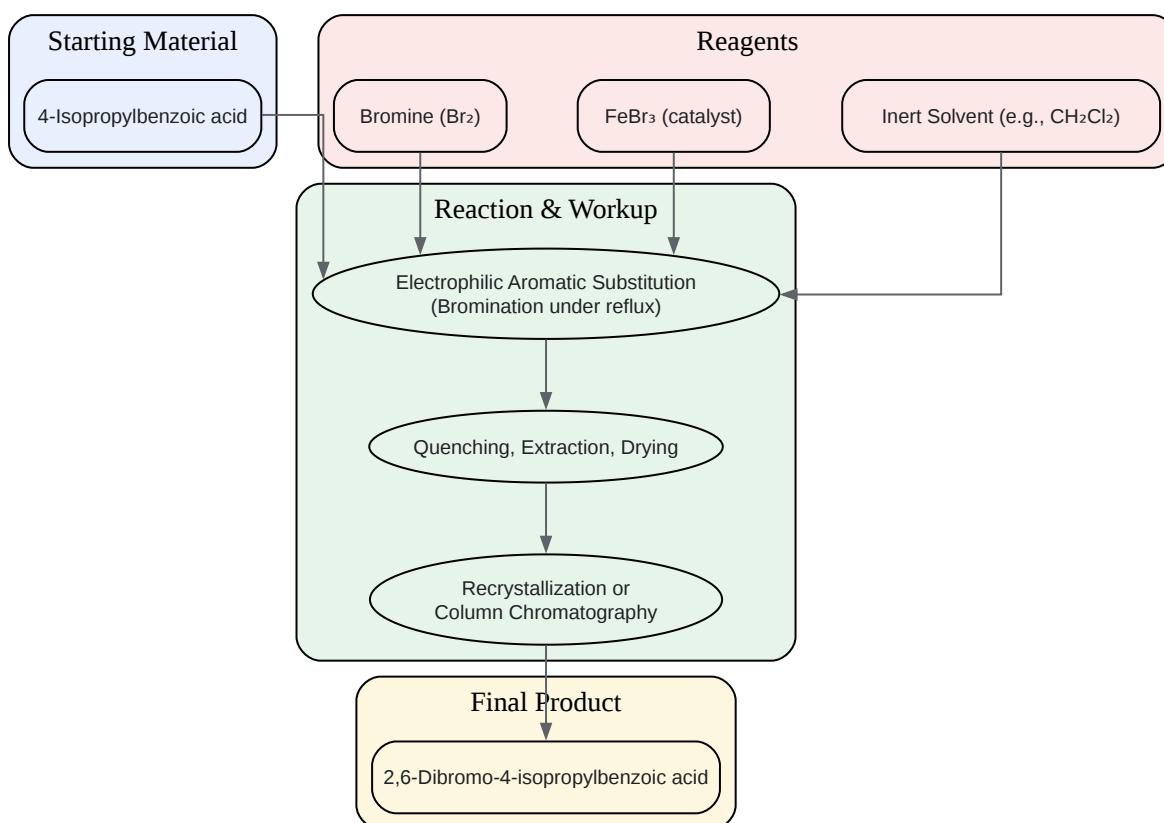 Starting Material
4-Isopropylbenzoic acid
Reagents
Bromine (Br₂)
FeBr₃ (catalyst)
Inert Solvent (e.g., CH₂Cl₂)
Reaction & Workup
Electrophilic Aromatic Substitution
(Bromination under reflux)
Quenching, Extraction, Drying
Recrystallization or
Column Chromatography
Final Product
2,6-Dibromo-4-isopropylbenzoic acid